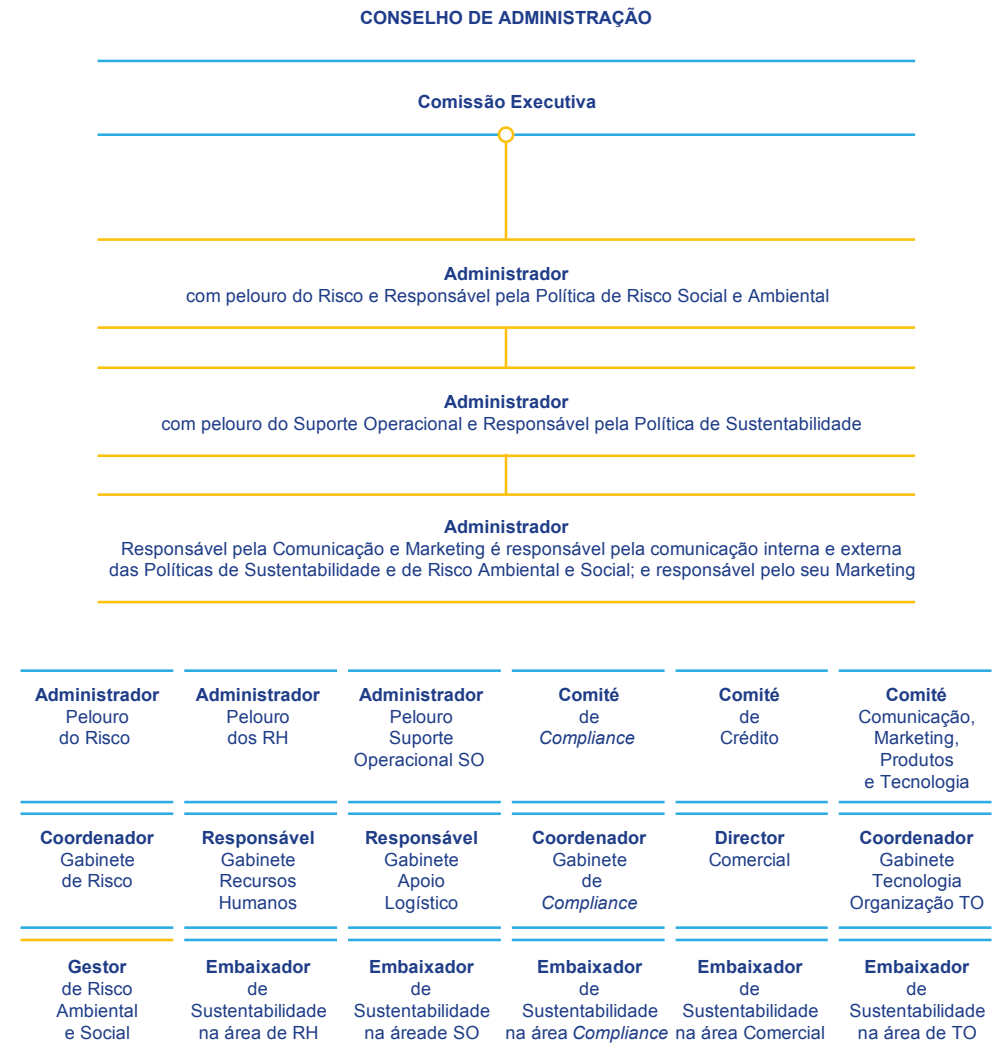 CONSELHO DE ADMINISTRAÇÃO
Comissão Executiva
Administrador
com pelouro do Risco e Responsável pela Política de Risco Social e Ambiental
Administrador
com pelouro do Suporte Operacional e Responsável pela Política de Sustentabilidade
Administrador
Responsável pela Comunicação e Marketing é responsável pela comunicação interna e externa
das Políticas de Sustentabilidade e de Risco Ambiental e Social; e responsável pelo seu Marketing
Administrador
Pelouro
do Risco
Administrador
Pelouro
dos RH
Administrador
Pelouro
Suporte
Operacional SO
Comité
de
Compliance
Comité
de
Crédito
Comité
Comunicação,
Marketing,
Produtos
e Tecnologia
Coordenador
Gabinete
de Risco
Responsável
Gabinete
Recursos
Humanos
Responsável
Gabinete
Apoio
Logístico
Coordenador
Gabinete
de
Compliance
Director
Comercial
Coordenador
Gabinete
Tecnologia
Organização TO
Gestor
de Risco
Ambiental
e Social
Embaixador
de
Sustentabilidade
na área de RH
Embaixador
de
Sustentabilidade
na áreade SO
Embaixador
de
Sustentabilidade
na área Compliance
Embaixador
de
Sustentabilidade
na área Comercial
Embaixador
de
Sustentabilidade
na área de TO